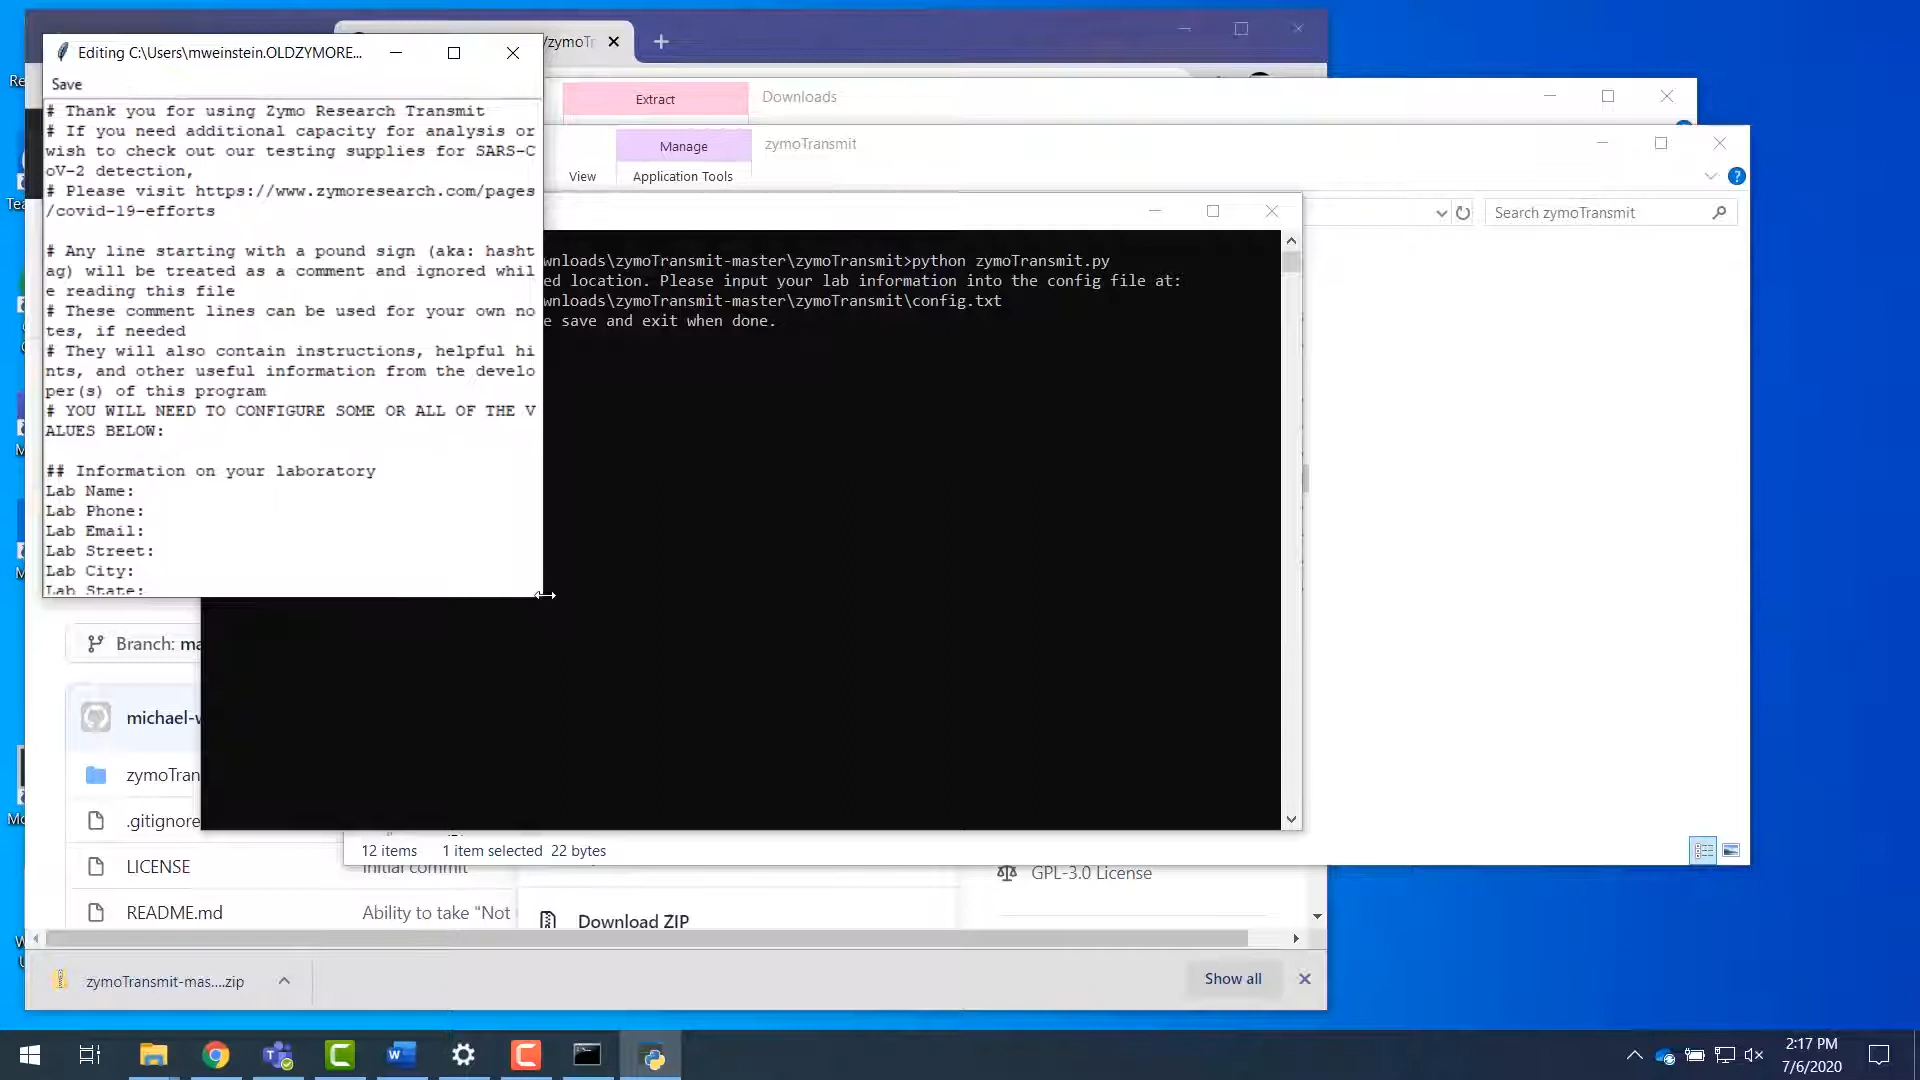 Editing C:\Users\mweinstein.OLDZYMORE...
Save
# Thank you for using Zymo Research Transmit
# If you need additional capacity for analysis or
wish to check out our testing supplies for SARS-C
oV-2 detection,
# Please visit https://www.zymoresearch.com/pages
/covid-19-efforts
# Any line starting with a pound sign (aka: hasht
ag) will be treated as a comment and ignored whil
e reading this file
# These comment lines can be used for your own no
tes, if needed
# They will also contain instructions, helpful hi
nts, and other useful information from the develo
per(s) of this program
# YOU WILL NEED TO CONFIGURE SOME OR ALL OF THE V
ALUES BELOW:
## Information on your laboratory
Lab Name:
Lab Phone:
Lab Email:
Lab Street:
Lab City:
Lab State:
/zymoTr
Extract
Downloads
Manage
zymoTransmit
View
Application Tools
Search zymoTransmit
wnloads\zymoTransmit-master\zymoTransmit>python zymoTransmit.py
ed location. Please input your lab information into the config file at:
wnloads\zymoTransmit-master\zymoTransmit\config.txt
e save and exit when done.
Branch: ma
michael-w
zymoTran
.gitignore
LICENSE
Initial commit
README.md
Ability to take "Not
12 items 1 item selected 22 bytes
GPL-3.0 License
Download ZIP
zymoTransmit-mas....zip
Show all
2:17 PM
7/6/2020